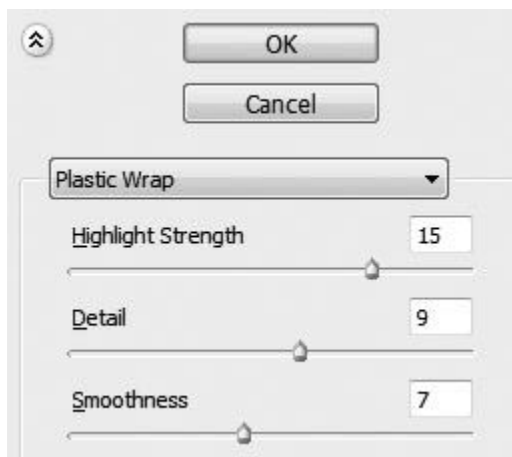 OK
Cancel
Plastic Wrap
Highlight Strength 15
Detail 9
Smoothness 7